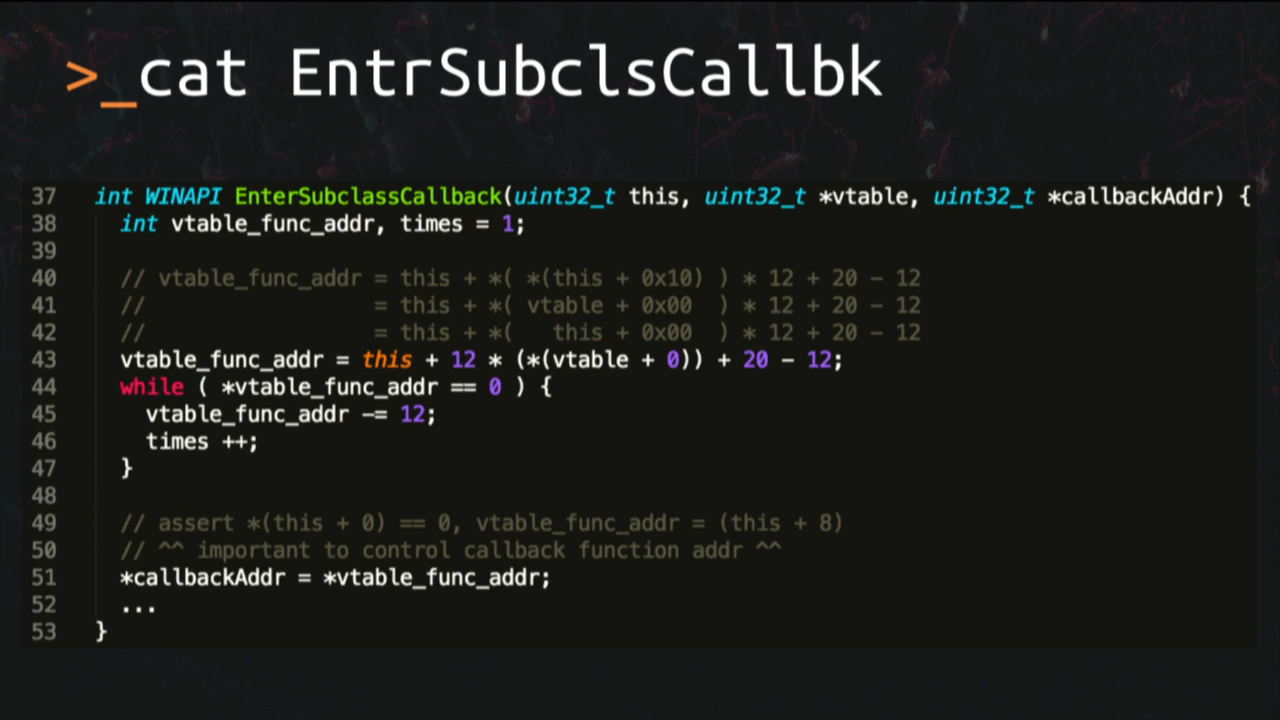 >_cat EntrSubclsCallbk
37 int WINAPI EnterSubclassCallback(uint32_t this, uint32_t *vtable, uint32_t *callbackAddr) {
38 int vtable_func_addr, times = 1;
39
40 // vtable_func_addr = this + *( *(this + 0x10) ) * 12 + 20 - 12
41 // = this + *( vtable + 0x00 ) * 12 + 20 - 12
42 // = this + *( this + 0x00 ) * 12 + 20 - 12
43 vtable_func_addr = this + 12 * (*(vtable + 0)) + 20 - 12;
44 while ( *vtable_func_addr == 0 ) {
45 vtable_func_addr -= 12;
46 times ++;
47 }
48
49 // assert *(this + 0) == 0, vtable_func_addr = (this + 8)
50 // ^^ important to control callback function addr ^^
51 *callbackAddr = *vtable_func_addr;
52 ...
53 }